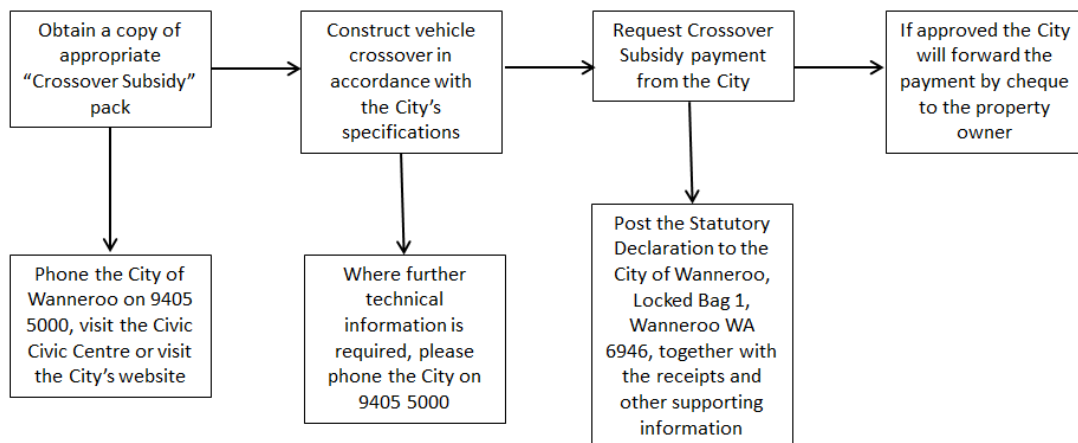 Obtain a copy of
appropriate
“Crossover Subsidy”
pack
Construct vehicle
crossover in
accordance with
the City’s
specifications
Request Crossover
Subsidy payment
from the City
If approved the City
will forward the
payment by cheque
to the property
owner
Phone the City of
Wanneroo on 9405
5000, visit the Civic
Civic Centre or visit
the City’s website
Where further
technical
information is
required, please
phone the City on
9405 5000
Post the Statutory
Declaration to the
City of Wanneroo,
Locked Bag 1,
Wanneroo WA
6946, together with
the receipts and
other supporting
information